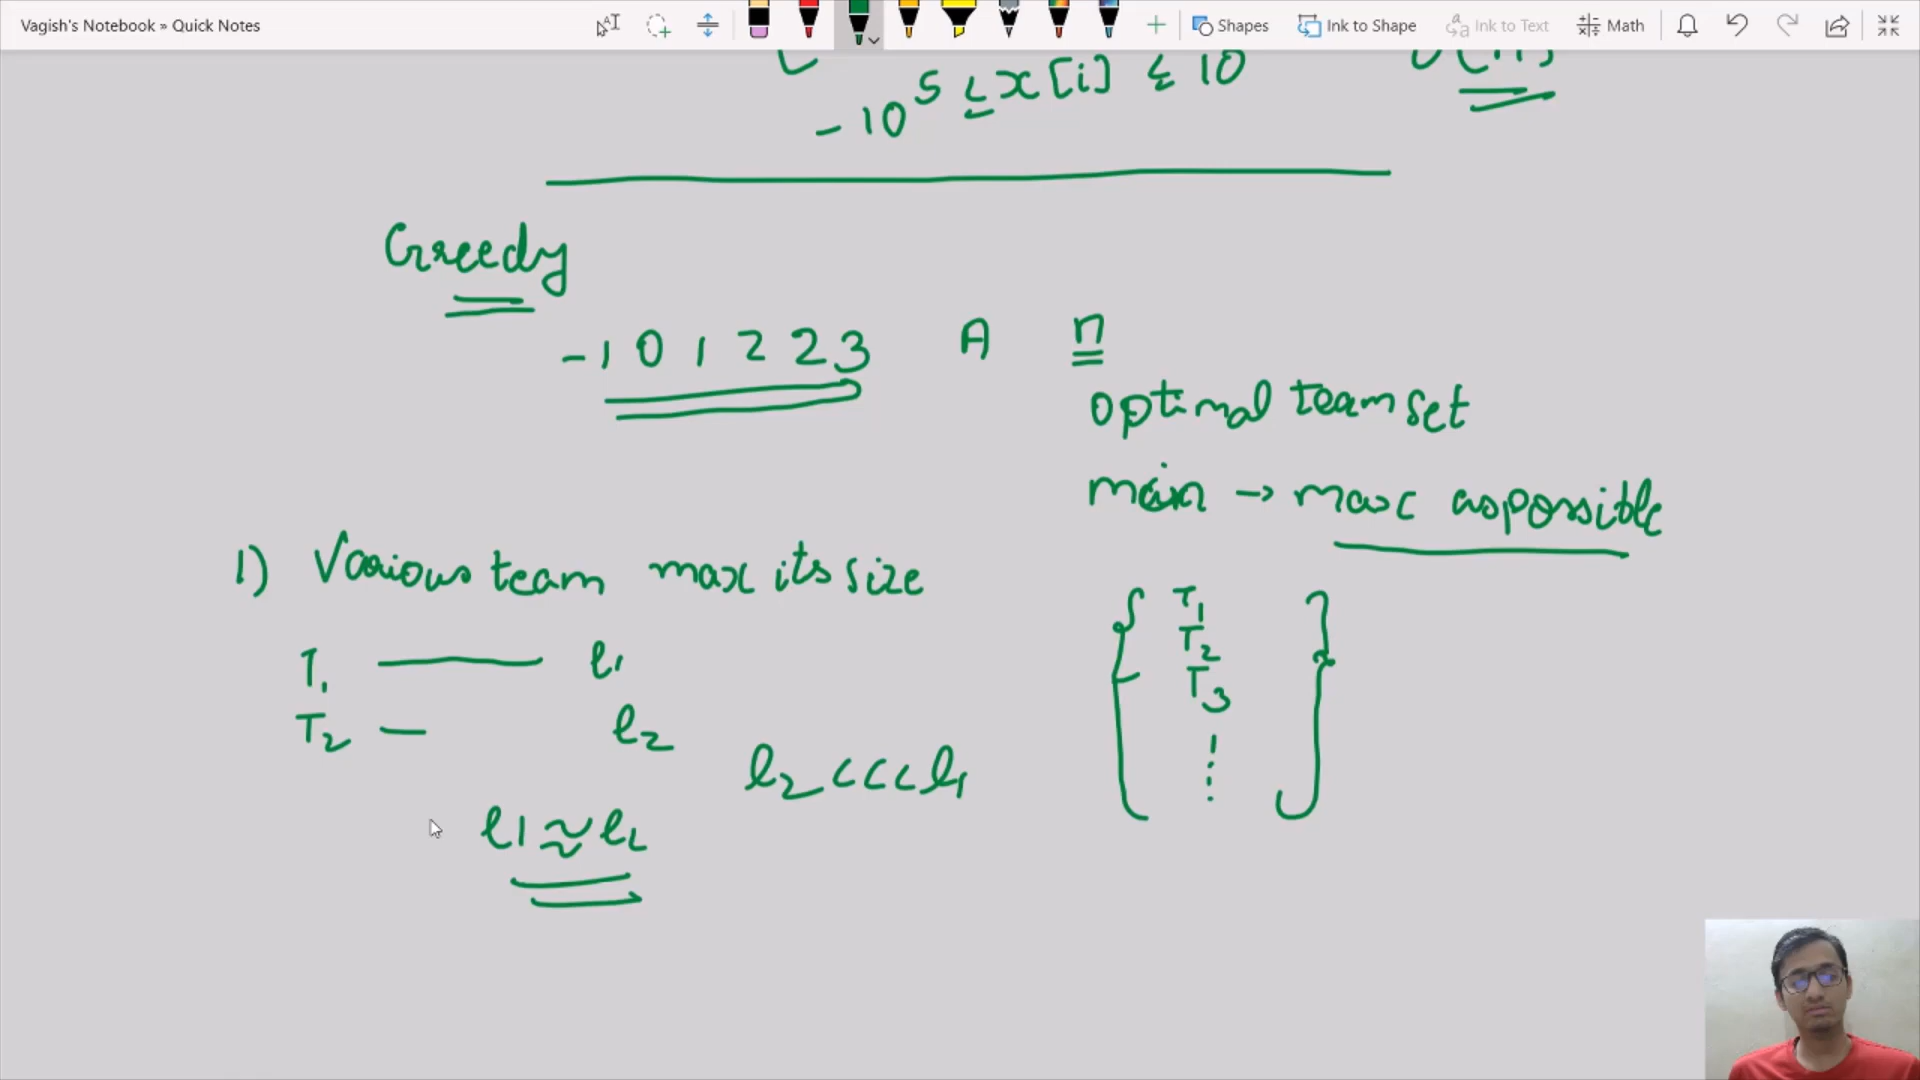 Vagish's Notebook » Quick Notes
Shapes
Ink to Shape
Ink to Text
Math
-10^5 ≤ x[i] ≤ 10
Greedy
-1 0 1 2 2 3 A n
optimal team set
main → max as possible
1) Various team max its size
T1 l1
T2 l2
l2 <<< l1
l1 ≈ l2
{ T1
T2
T3
⋮ }